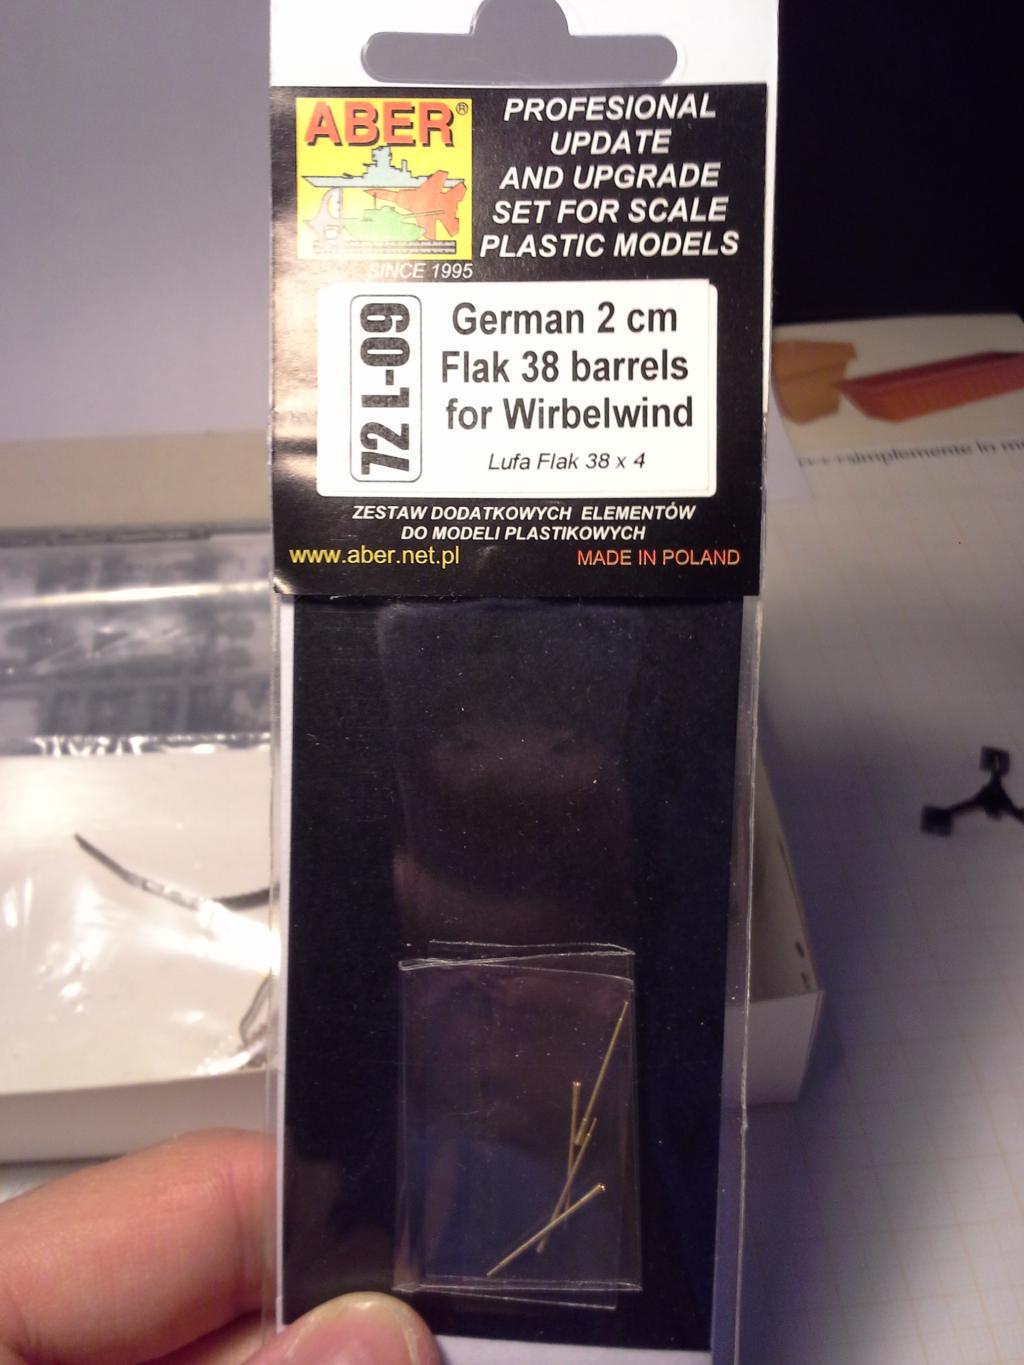 ABER®
SINCE 1995
PROFESIONAL
UPDATE
AND UPGRADE
SET FOR SCALE
PLASTIC MODELS
72 L-09
German 2 cm
Flak 38 barrels
for Wirbelwind
Lufa Flak 38 x 4
ZESTAW DODATKOWYCH ELEMENTÓW
DO MODELI PLASTIKOWYCH
www.aber.net.pl
MADE IN POLAND
simplemente lo